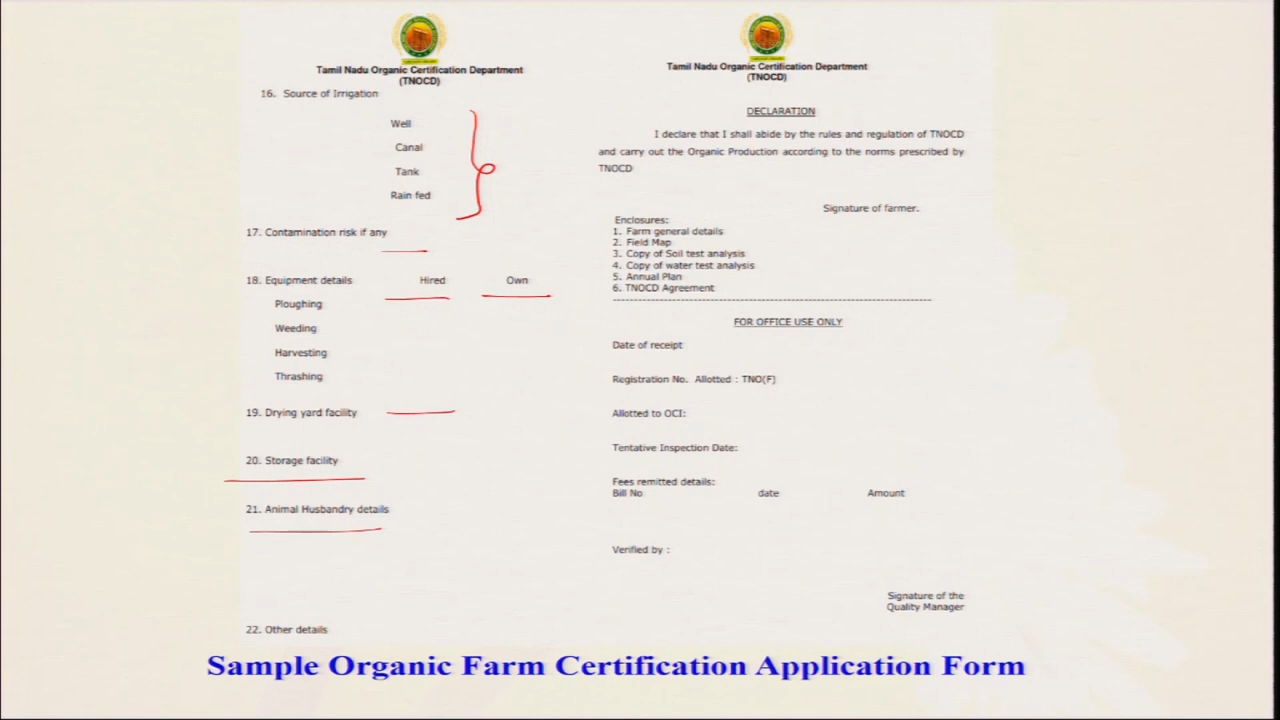 Tamil Nadu Organic Certification Department
(TNOCD)
16. Source of Irrigation
Well
Canal
Tank
Rain fed
17. Contamination risk if any
18. Equipment details Hired Own
Ploughing
Weeding
Harvesting
Thrashing
19. Drying yard facility
20. Storage facility
21. Animal Husbandry details
22. Other details
Tamil Nadu Organic Certification Department
(TNOCD)
DECLARATION
I declare that I shall abide by the rules and regulation of TNOCD
and carry out the Organic Production according to the norms prescribed by
TNOCD
Signature of farmer.
Enclosures:
1. Farm general details
2. Field Map
3. Copy of Soil test analysis
4. Copy of water test analysis
5. Annual Plan
6. TNOCD Agreement
FOR OFFICE USE ONLY
Date of receipt
Registration No. Allotted : TNO(F)
Allotted to OCI:
Tentative Inspection Date:
Fees remitted details:
Bill No date Amount
Verified by :
Signature of the
Quality Manager
Sample Organic Farm Certification Application Form